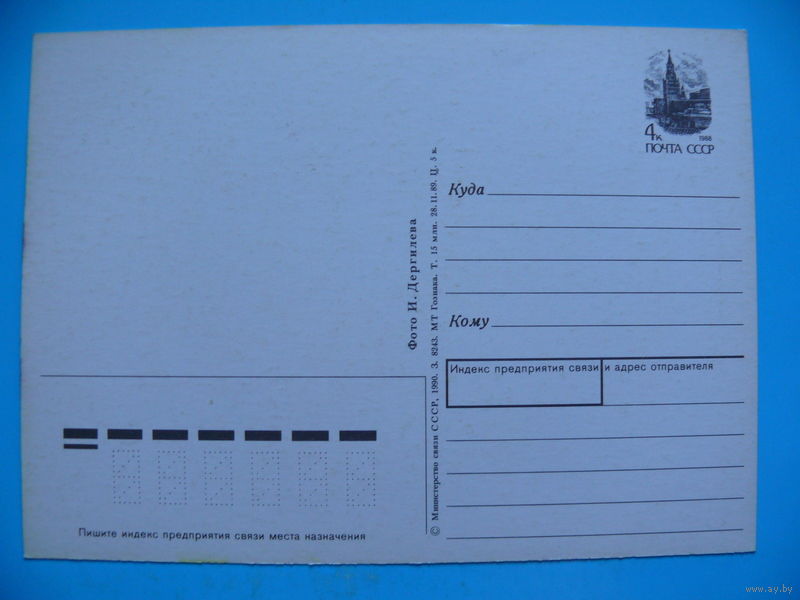 4к
1988
ПОЧТА СССР
Куда
Кому
Индекс предприятия связи и адрес отправителя
Фото И. Дергилева
© Министерство связи СССР, 1990. З. 8243. МТ Гознака. Т. 15 млн. 28.11.89. Ц. 5 к.
Пишите индекс предприятия связи места назначения
www.ay.by